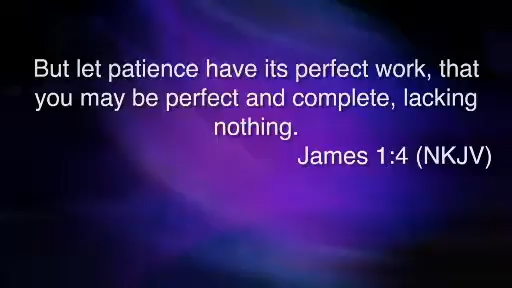 But let patience have its perfect work, that
you may be perfect and complete, lacking
nothing.
James 1:4 (NKJV)